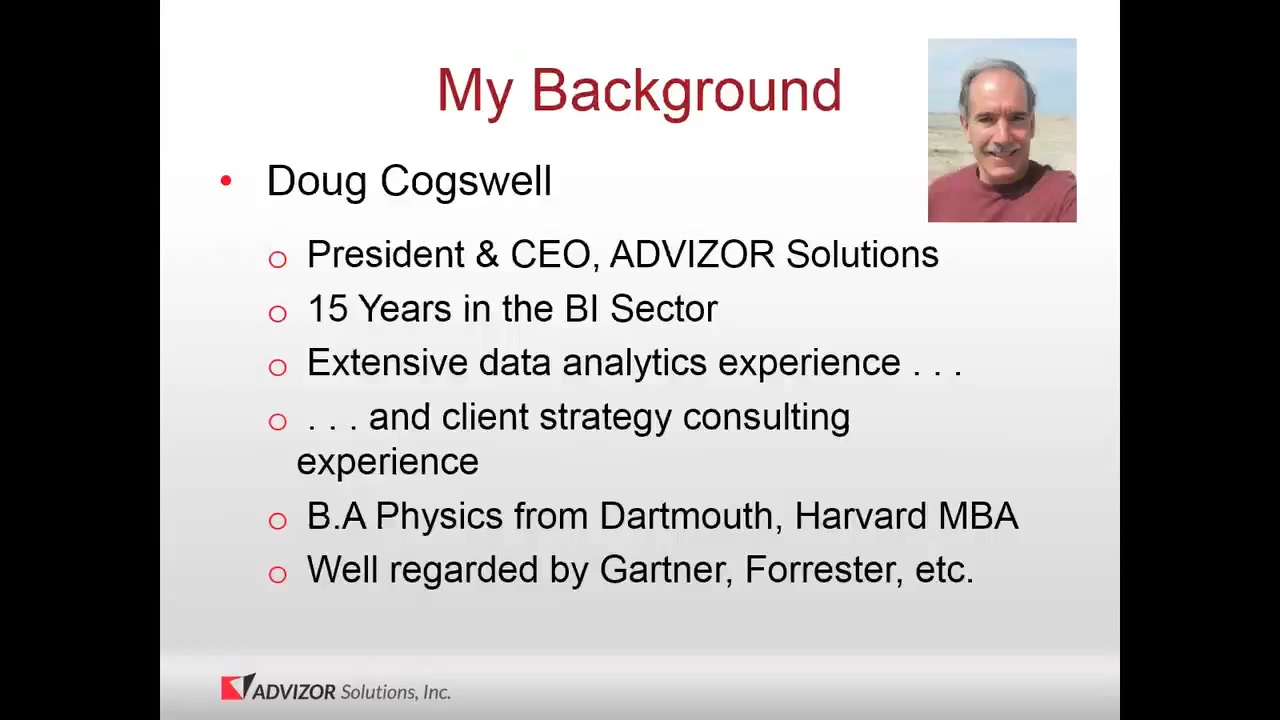 My Background
• Doug Cogswell
o President & CEO, ADVIZOR Solutions
o 15 Years in the BI Sector
o Extensive data analytics experience . . .
o . . . and client strategy consulting
experience
o B.A Physics from Dartmouth, Harvard MBA
o Well regarded by Gartner, Forrester, etc.
ADVIZOR Solutions, Inc.